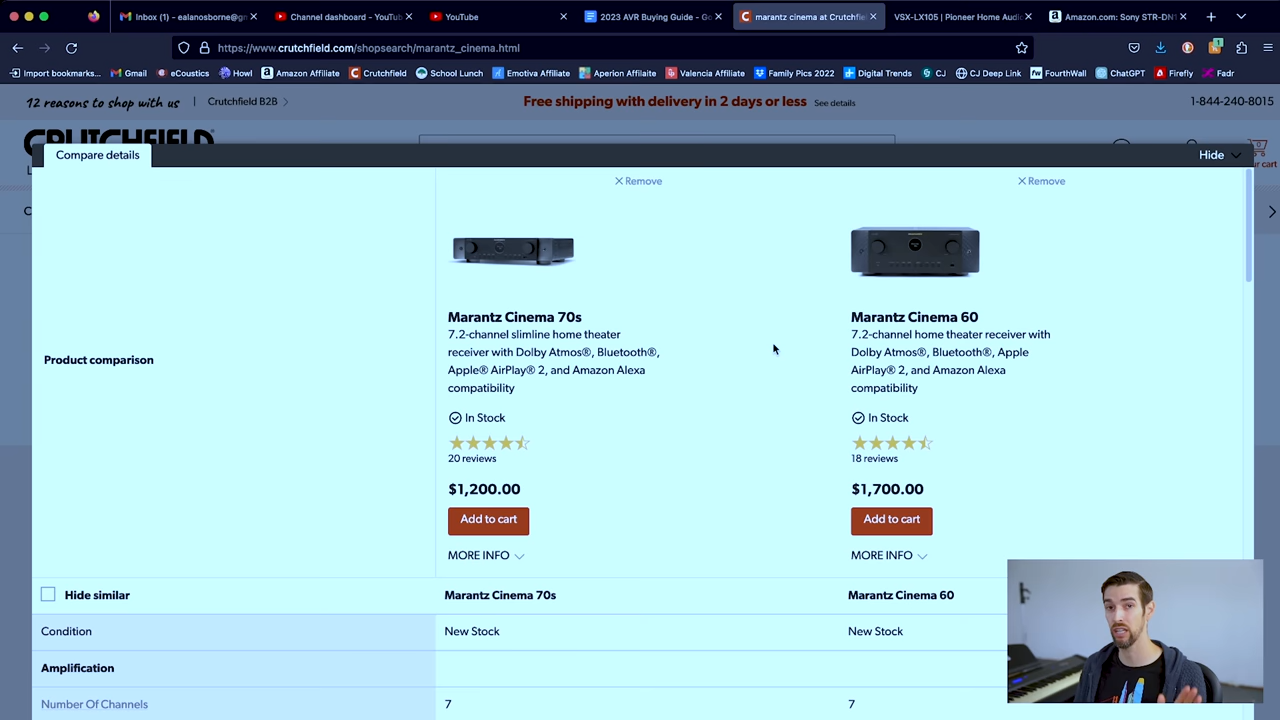 Inbox (1) - ealanosborne@gm
Channel dashboard - YouTub
YouTube
2023 AVR Buying Guide - Go
marantz cinema at Crutchfie
VSX-LX105 | Pioneer Home Audi
Amazon.com: Sony STR-DN1
https://www.crutchfield.com/shopsearch/marantz_cinema.html
Import bookmarks... Gmail eCoustics Howl Amazon Affiliate Crutchfield School Lunch Emotiva Affiliate Aperion Affilaite Valencia Affiliate Family Pics 2022 Digital Trends CJ CJ Deep Link FourthWall ChatGPT Firefly Fadr
12 reasons to shop with us | Crutchfield B2B Free shipping with delivery in 2 days or less See details 1-844-240-8015
CRUTCHFIELD
Compare details Hide
Remove Remove
Product comparison
Marantz Cinema 70s
7.2-channel slimline home theater
receiver with Dolby Atmos®, Bluetooth®,
Apple® AirPlay® 2, and Amazon Alexa
compatibility
In Stock
20 reviews
$1,200.00
Add to cart
MORE INFO
Marantz Cinema 60
7.2-channel home theater receiver with
Dolby Atmos®, Bluetooth®, Apple
AirPlay® 2, and Amazon Alexa
compatibility
In Stock
18 reviews
$1,700.00
Add to cart
MORE INFO
Hide similar Marantz Cinema 70s Marantz Cinema 60
Condition New Stock New Stock
Amplification
Number Of Channels 7 7